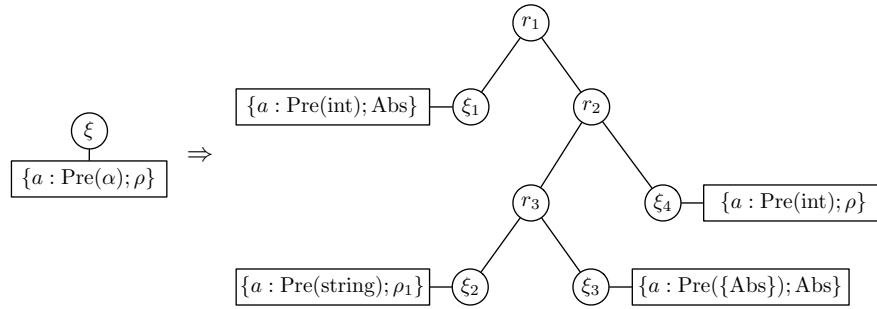 r₁
{a : Pre(int); Abs} ξ₁ r₂
ξ
⇒
{a : Pre(α); ρ}
r₃ ξ₄ {a : Pre(int); ρ}
{a : Pre(string); ρ₁} ξ₂ ξ₃ {a : Pre({Abs}); Abs}